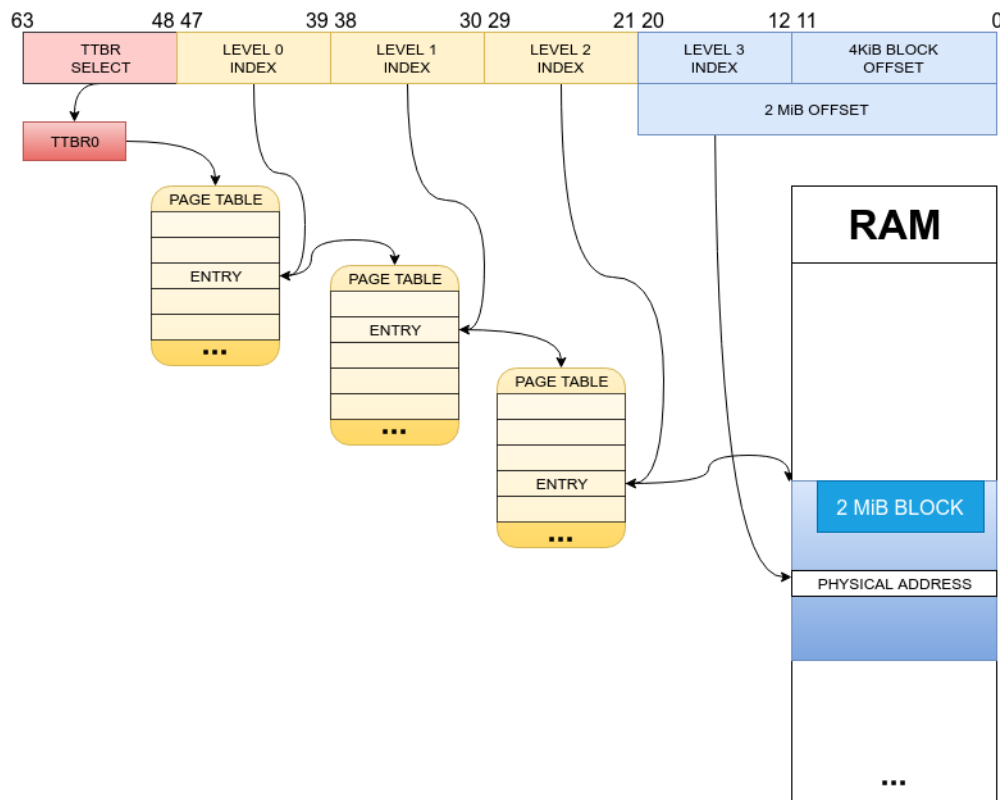 63 48 47 39 38 30 29 21 20 12 11 0
TTBR
SELECT
LEVEL 0
INDEX
LEVEL 1
INDEX
LEVEL 2
INDEX
LEVEL 3
INDEX
4KiB BLOCK
OFFSET
2 MiB OFFSET
TTBR0
PAGE TABLE
ENTRY
...
PAGE TABLE
ENTRY
...
PAGE TABLE
ENTRY
...
RAM
2 MiB BLOCK
PHYSICAL ADDRESS
...